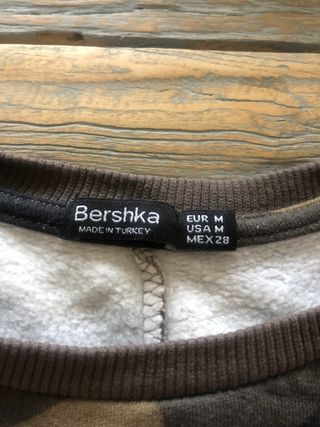 Bershka
MADE IN TURKEY
EUR M
USA M
MEX 28